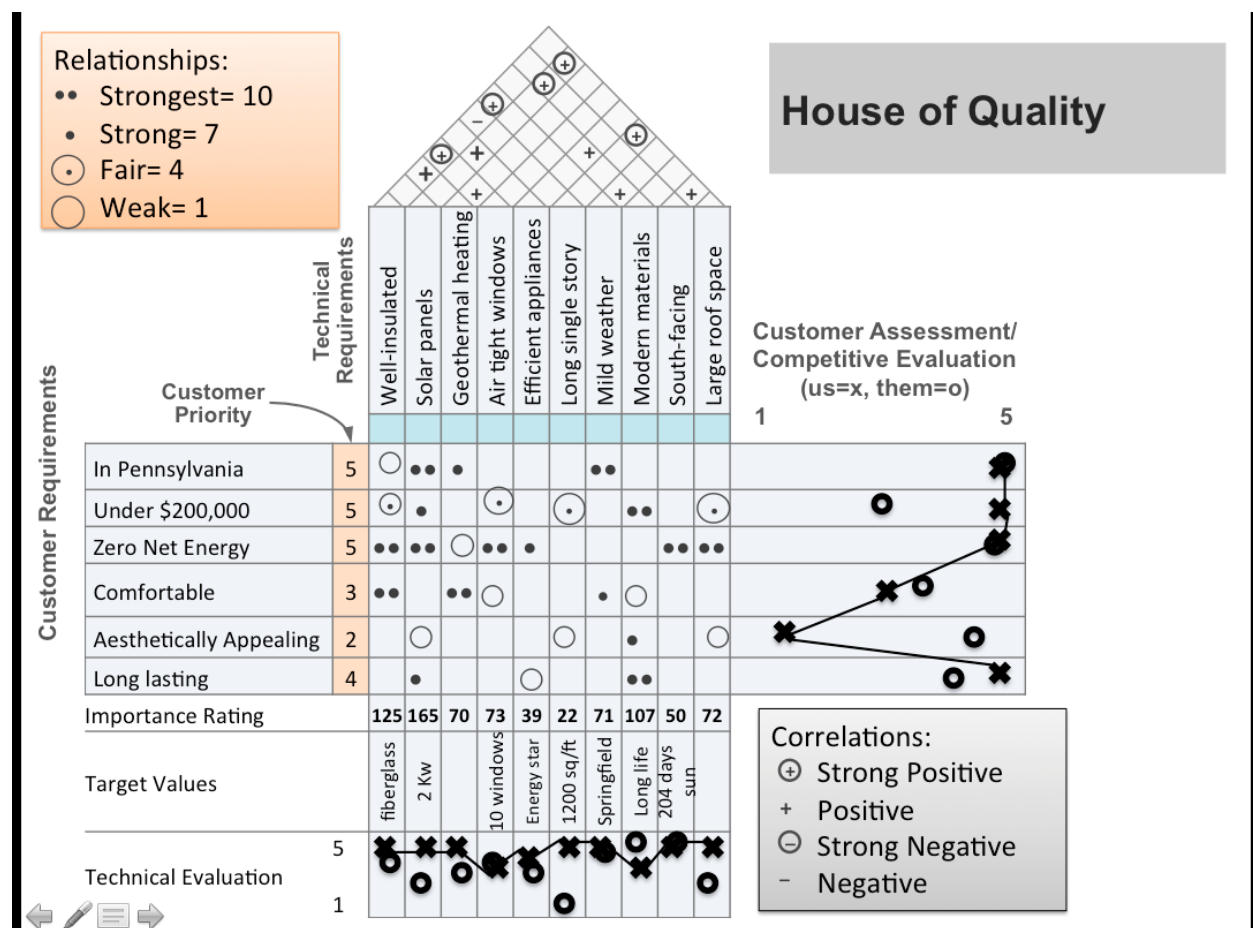 Relationships:
•• Strongest= 10
• Strong= 7
Fair= 4
Weak= 1
House of Quality
Technical
Requirements
Well-insulated
Solar panels
Geothermal heating
Air tight windows
Efficient appliances
Long single story
Mild weather
Modern materials
South-facing
Large roof space
Customer
Priority
Customer Requirements
Customer Assessment/
Competitive Evaluation
(us=x, them=o)
1 5
In Pennsylvania 5
Under $200,000 5
Zero Net Energy 5
Comfortable 3
Aesthetically Appealing 2
Long lasting 4
Importance Rating 125 165 70 73 39 22 71 107 50 72
Target Values
fiberglass
2 Kw
10 windows
Energy star
1200 sq/ft
Springfield
Long life
204 days
sun
Technical Evaluation
5
1
Correlations:
Strong Positive
+ Positive
Strong Negative
– Negative